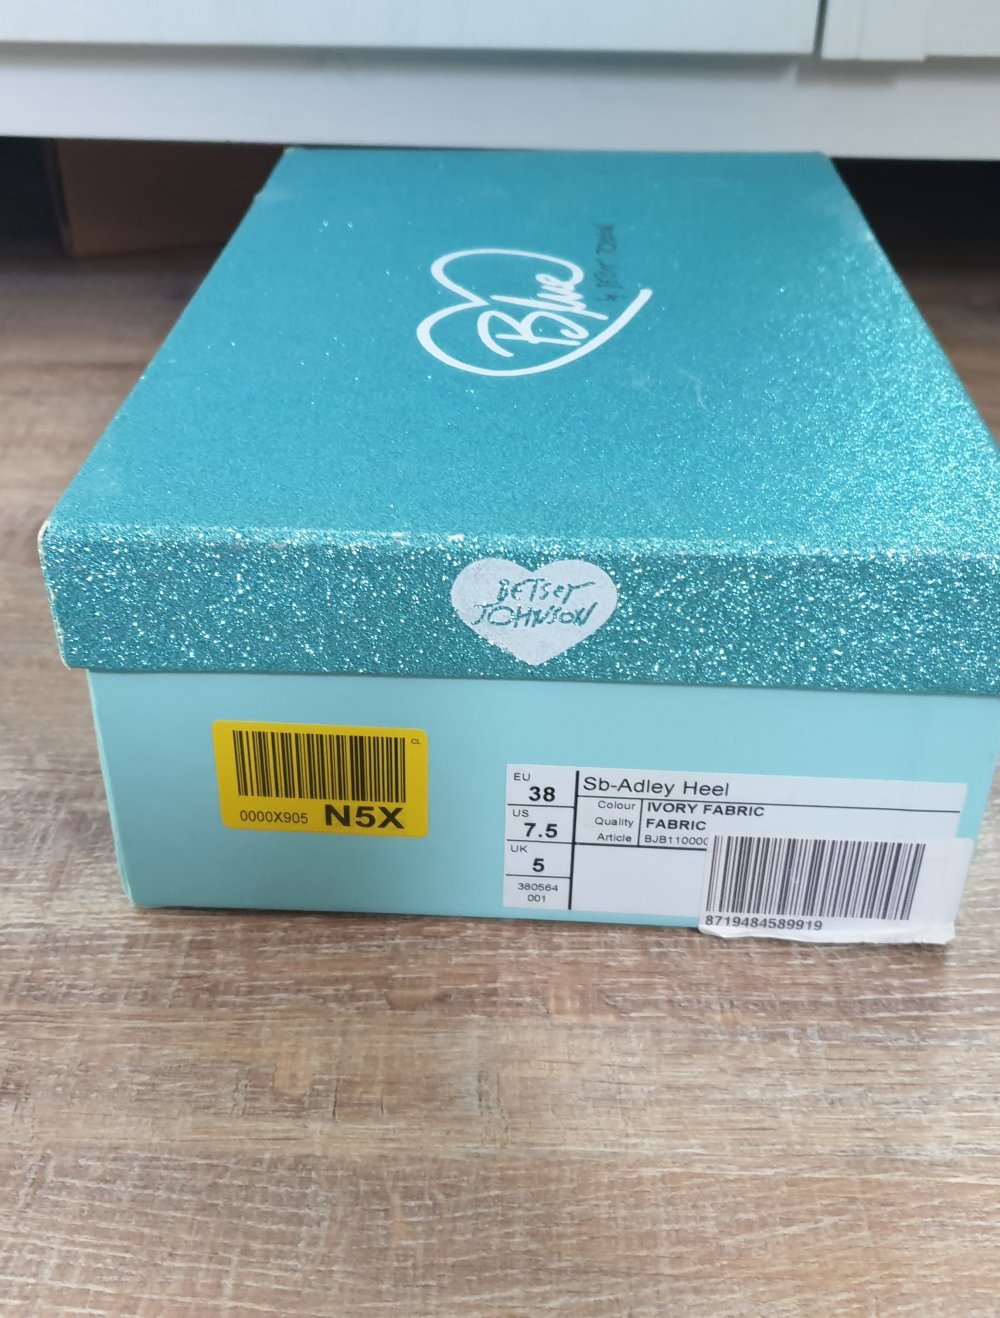 Blue
by BETSEY JOHNSON
BETSEY
JOHNSON
CL
0000X905 N5X
EU
38
US
7.5
UK
5
380564
001
Sb-Adley Heel
Colour IVORY FABRIC
Quality FABRIC
Article
8719484589919